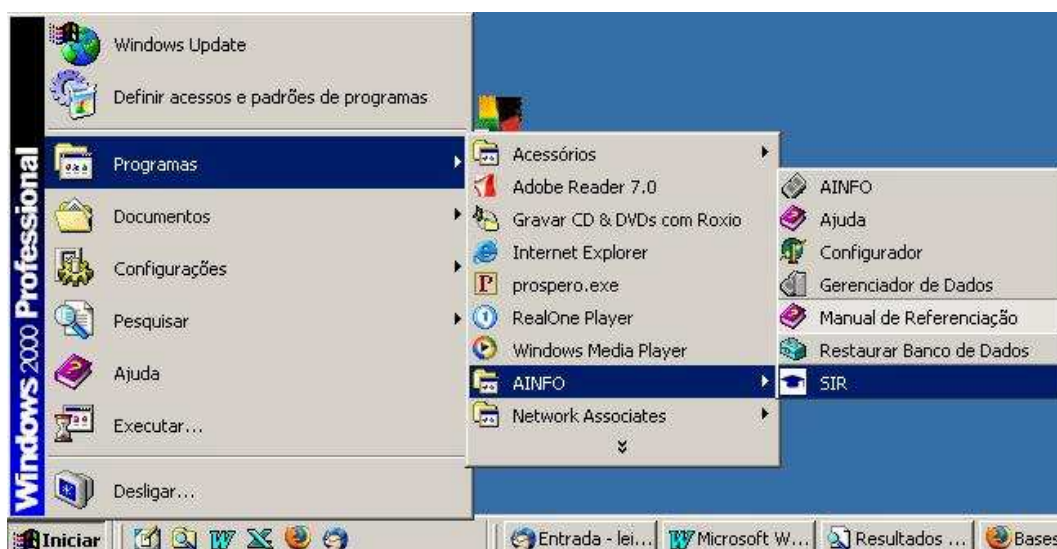 Windows 2000 Professional
Windows Update
Definir acessos e padrões de programas
Programas
Documentos
Configurações
Pesquisar
Ajuda
Executar...
Desligar...
Acessórios
Adobe Reader 7.0
Gravar CD & DVDs com Roxio
Internet Explorer
prospero.exe
RealOne Player
Windows Media Player
AINFO
Network Associates
AINFO
Ajuda
Configurador
Gerenciador de Dados
Manual de Referenciação
Restaurar Banco de Dados
SIR
Iniciar
Entrada - lei...
Microsoft W...
Resultados ...
Bases